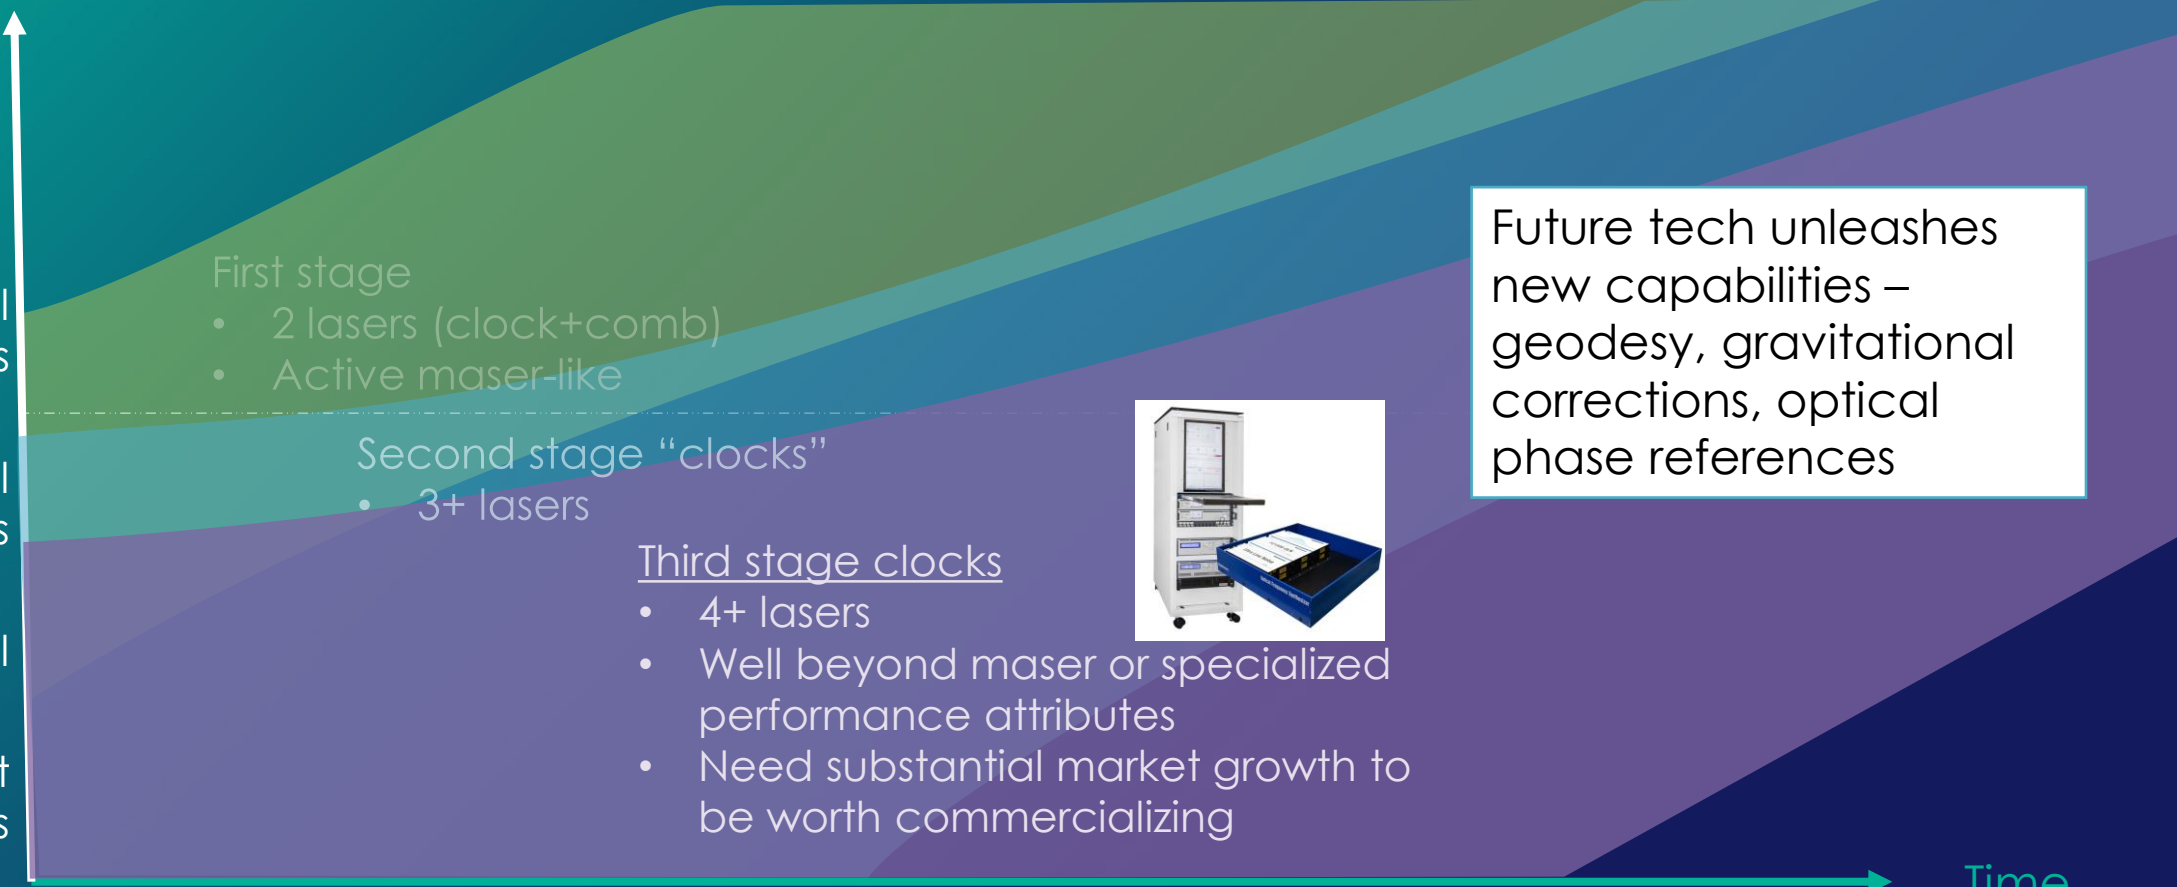 First stage
• 2 lasers (clock+comb)
• Active maser-like
Second stage “clocks”
• 3+ lasers
Third stage clocks
• 4+ lasers
• Well beyond maser or specialized
performance attributes
• Need substantial market growth to
be worth commercializing
Future tech unleashes
new capabilities –
geodesy, gravitational
corrections, optical
phase references
Time